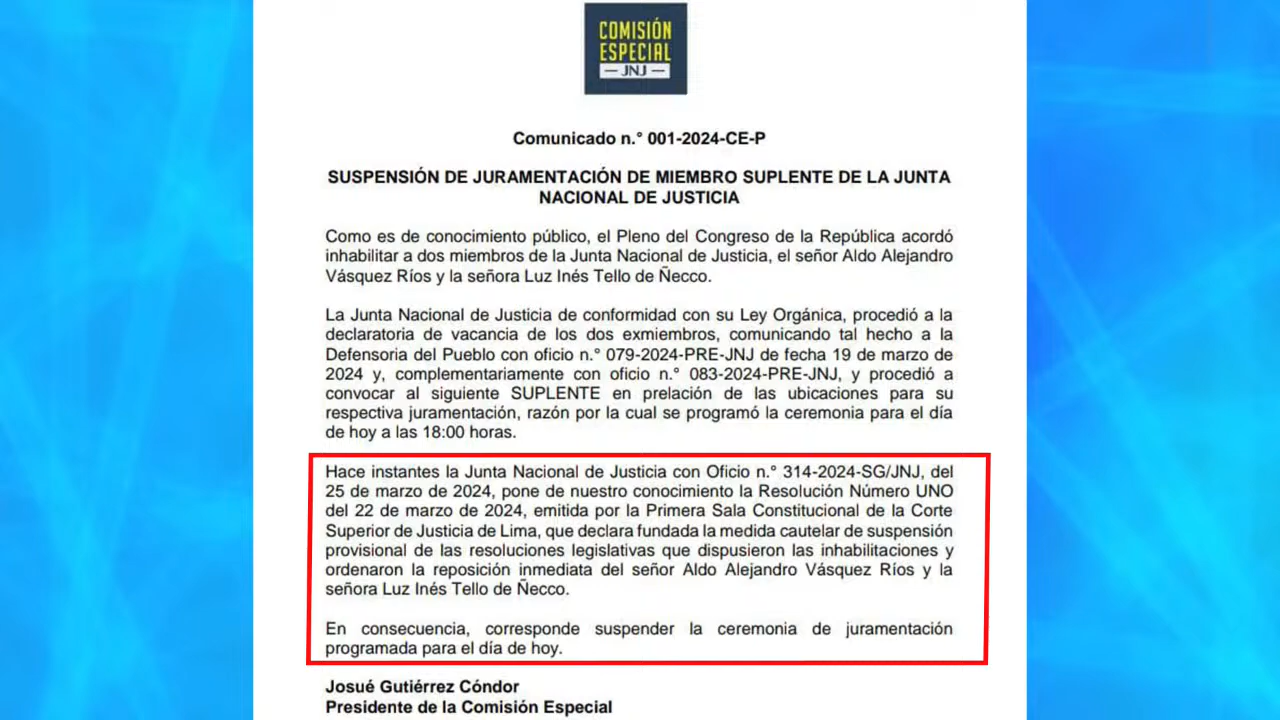 COMISIÓN
ESPECIAL
JNJ
Comunicado n.° 001-2024-CE-P
SUSPENSIÓN DE JURAMENTACIÓN DE MIEMBRO SUPLENTE DE LA JUNTA
NACIONAL DE JUSTICIA
Como es de conocimiento público, el Pleno del Congreso de la República acordó
inhabilitar a dos miembros de la Junta Nacional de Justicia, el señor Aldo Alejandro
Vásquez Ríos y la señora Luz Inés Tello de Ñecco.
La Junta Nacional de Justicia de conformidad con su Ley Orgánica, procedió a la
declaratoria de vacancia de los dos exmiembros, comunicando tal hecho a la
Defensoria del Pueblo con oficio n.° 079-2024-PRE-JNJ de fecha 19 de marzo de
2024 y, complementariamente con oficio n.° 083-2024-PRE-JNJ, y procedió a
convocar al siguiente SUPLENTE en prelación de las ubicaciones para su
respectiva juramentación, razón por la cual se programó la ceremonia para el día
de hoy a las 18:00 horas.
Hace instantes la Junta Nacional de Justicia con Oficio n.° 314-2024-SG/JNJ, del
25 de marzo de 2024, pone de nuestro conocimiento la Resolución Número UNO
del 22 de marzo de 2024, emitida por la Primera Sala Constitucional de la Corte
Superior de Justicia de Lima, que declara fundada la medida cautelar de suspensión
provisional de las resoluciones legislativas que dispusieron las inhabilitaciones y
ordenaron la reposición inmediata del señor Aldo Alejandro Vásquez Ríos y la
señora Luz Inés Tello de Ñecco.
En consecuencia, corresponde suspender la ceremonia de juramentación
programada para el día de hoy.
Josué Gutiérrez Cóndor
Presidente de la Comisión Especial